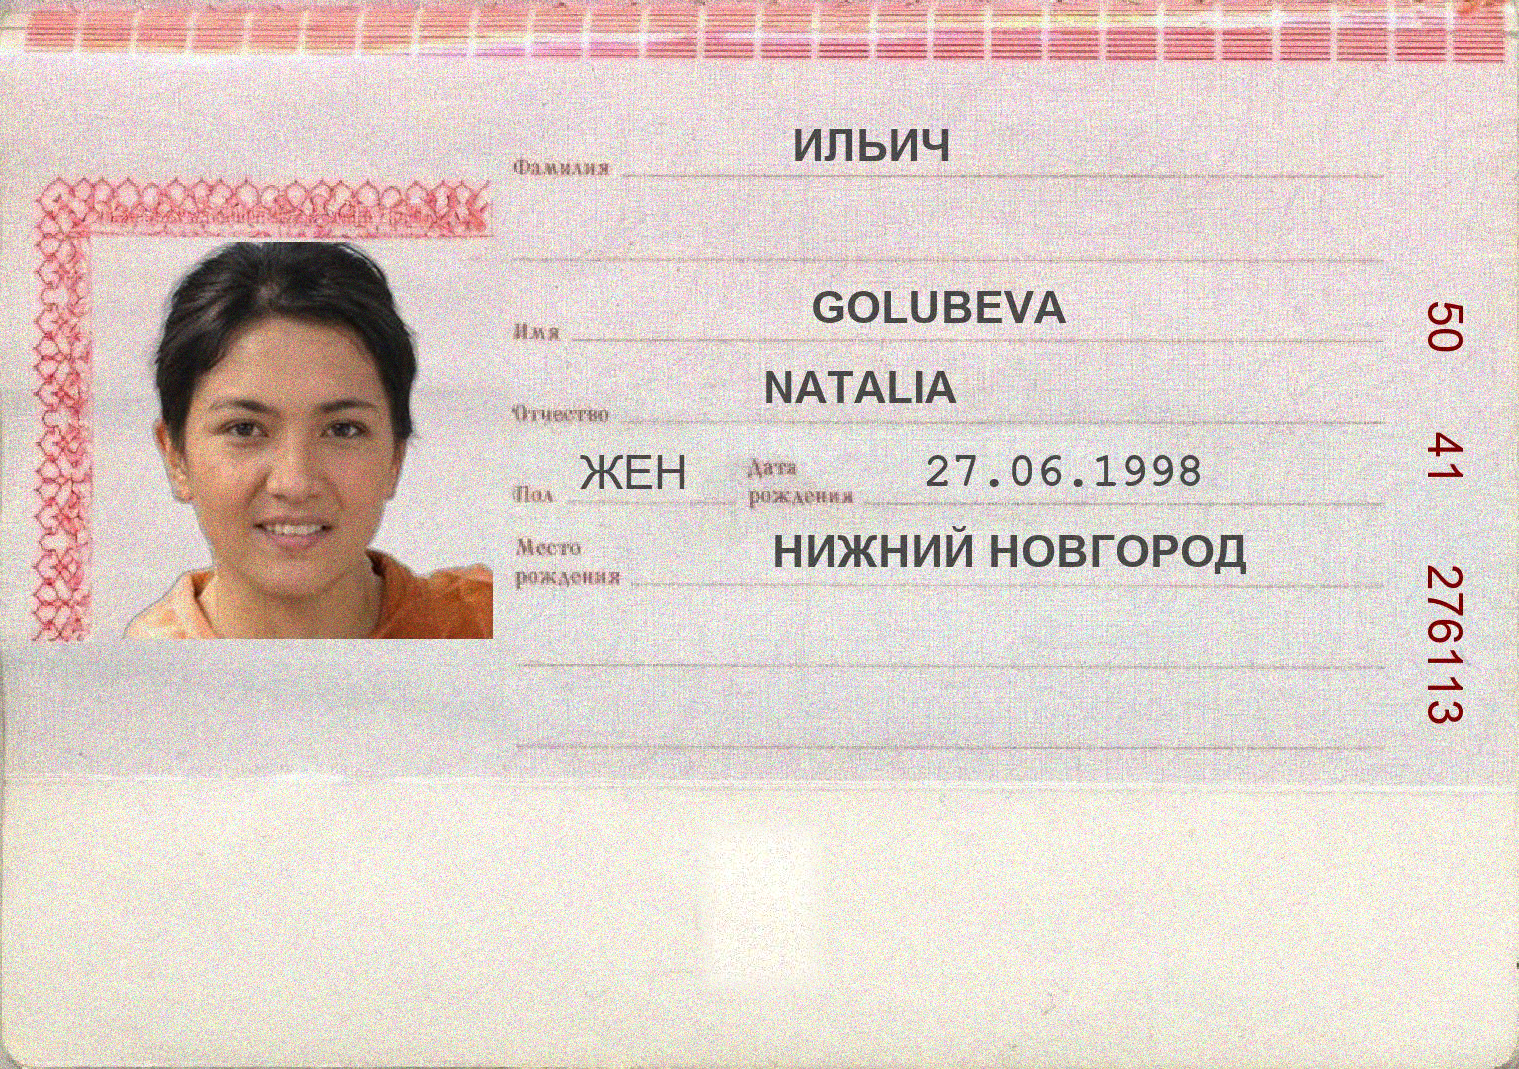 Фамилия ИЛЬИЧ
Имя GOLUBEVA
Отчество NATALIA
Пол ЖЕН Дата рождения 27.06.1998
Место рождения НИЖНИЙ НОВГОРОД
50 41 276113